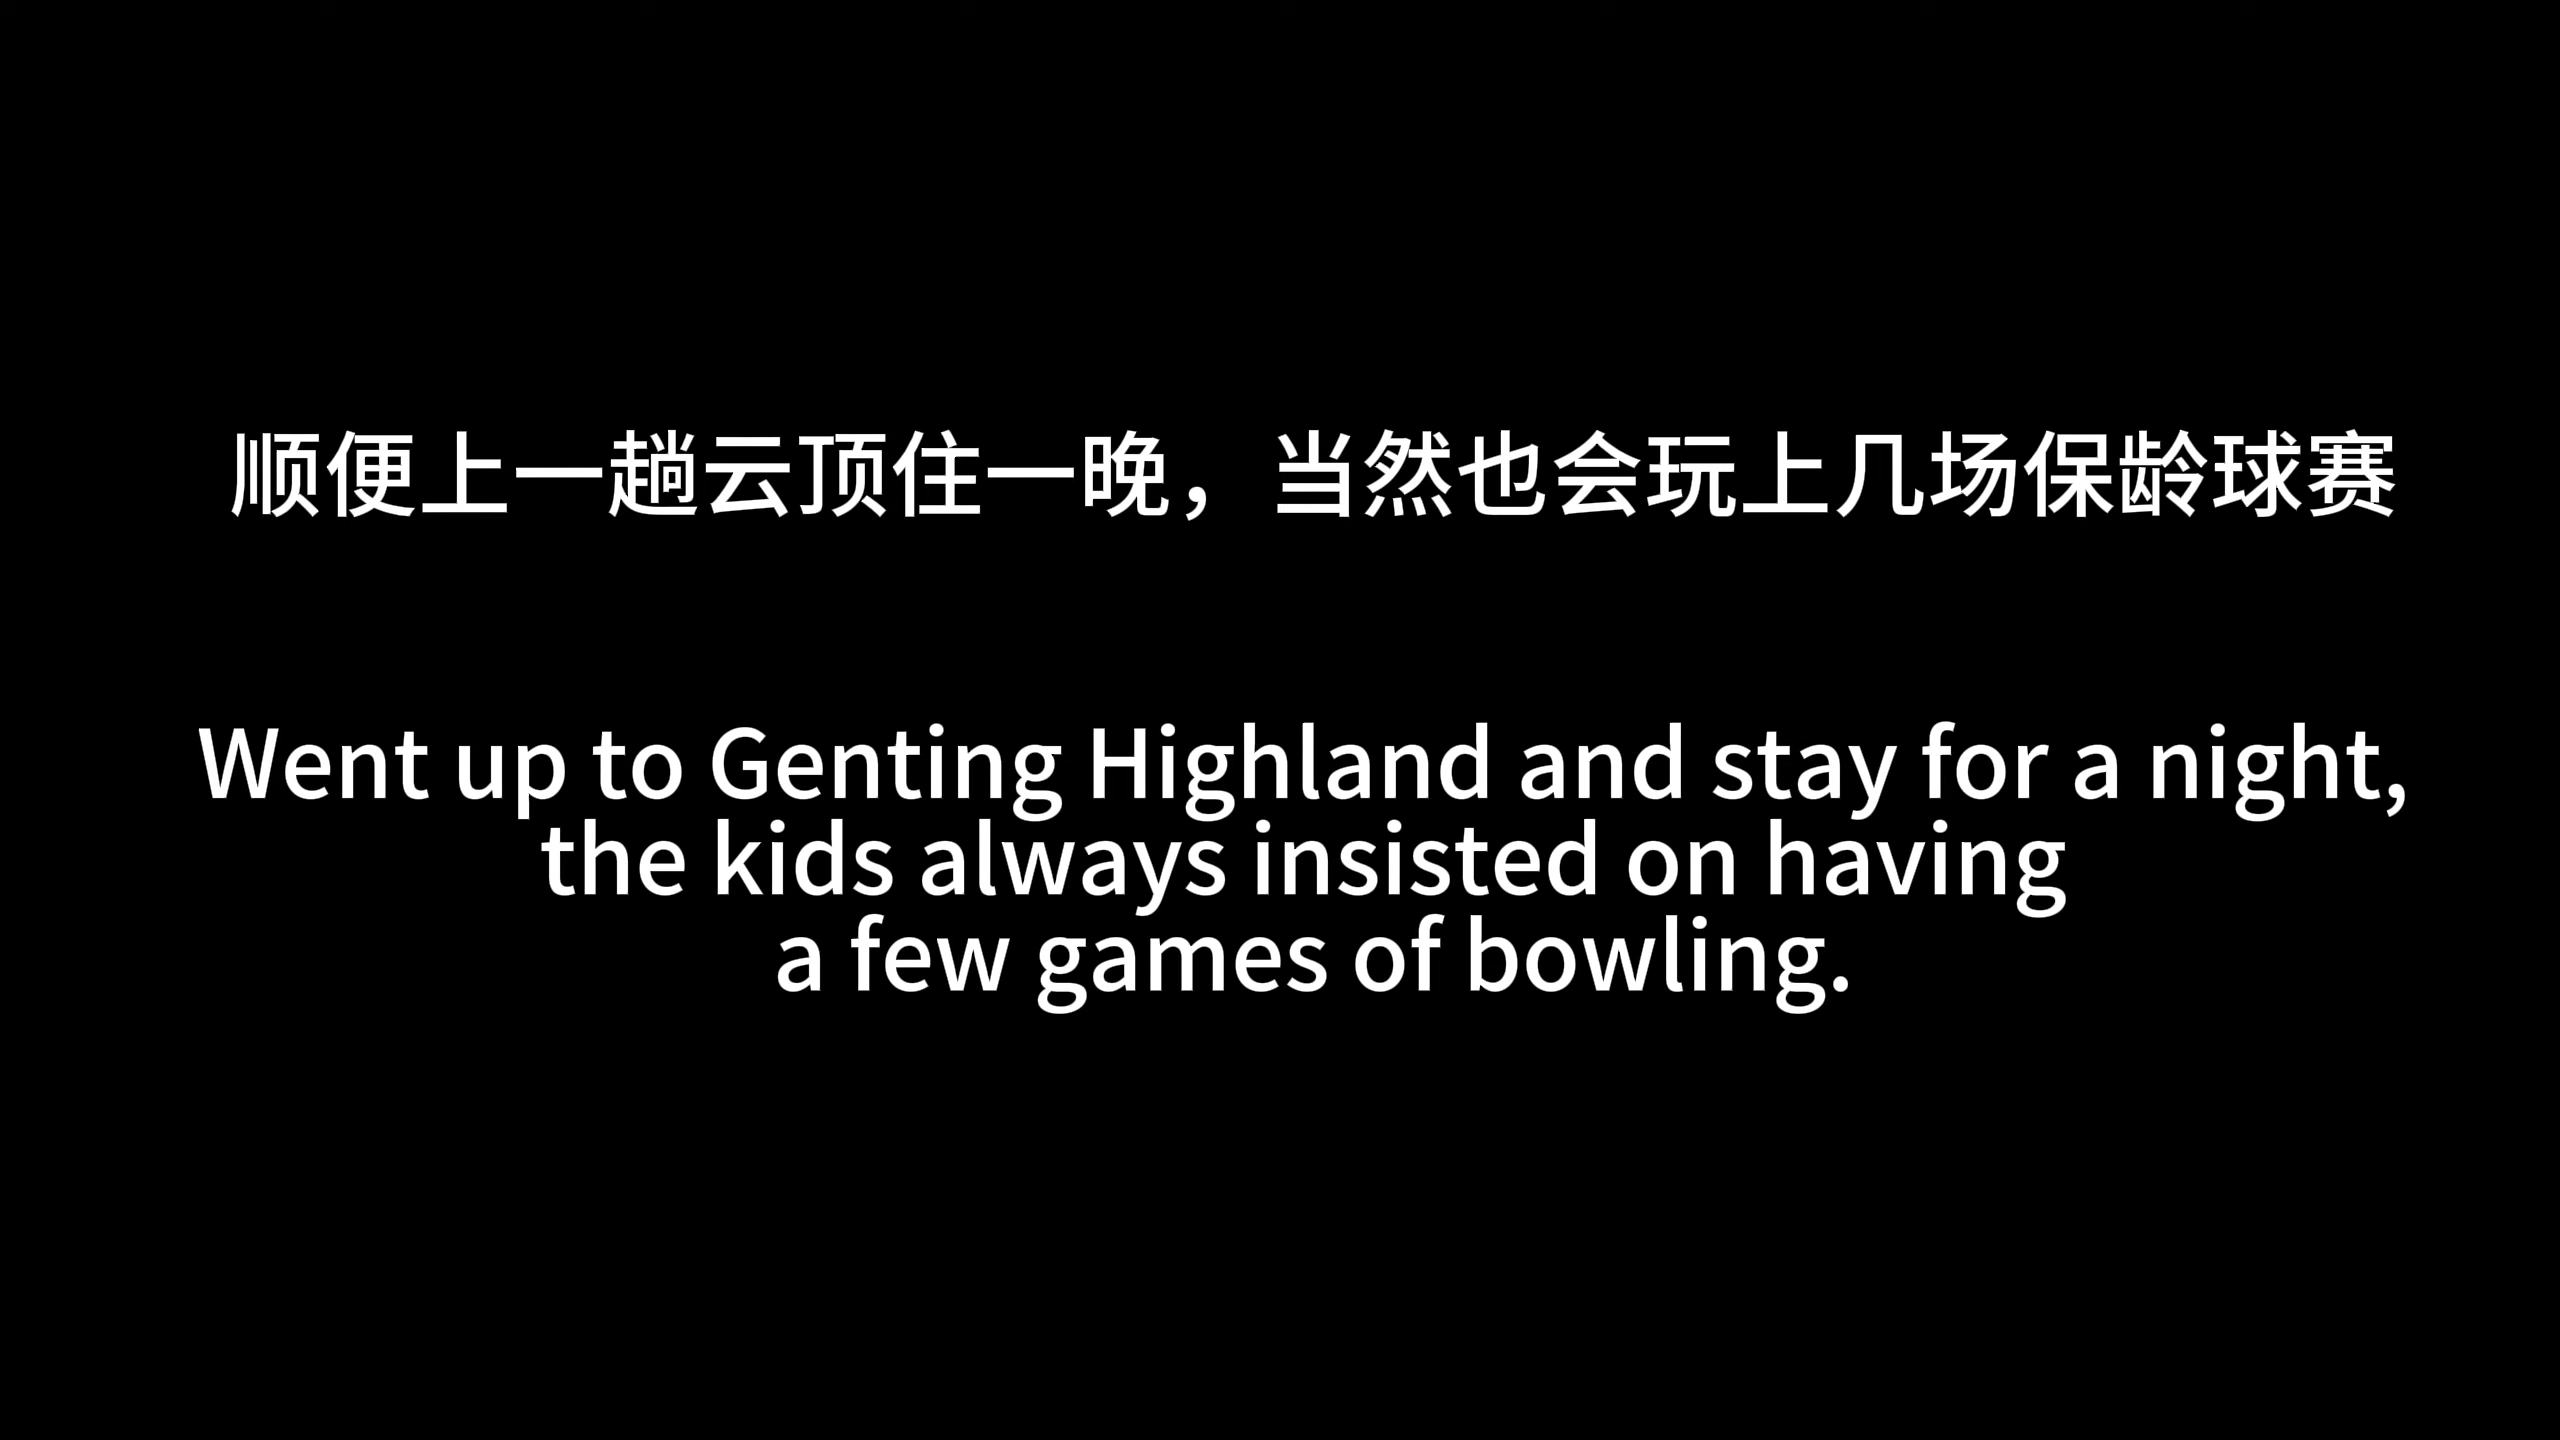 顺便上一趟云顶住一晚，当然也会玩上几场保龄球赛
Went up to Genting Highland and stay for a night,
the kids always insisted on having
a few games of bowling.